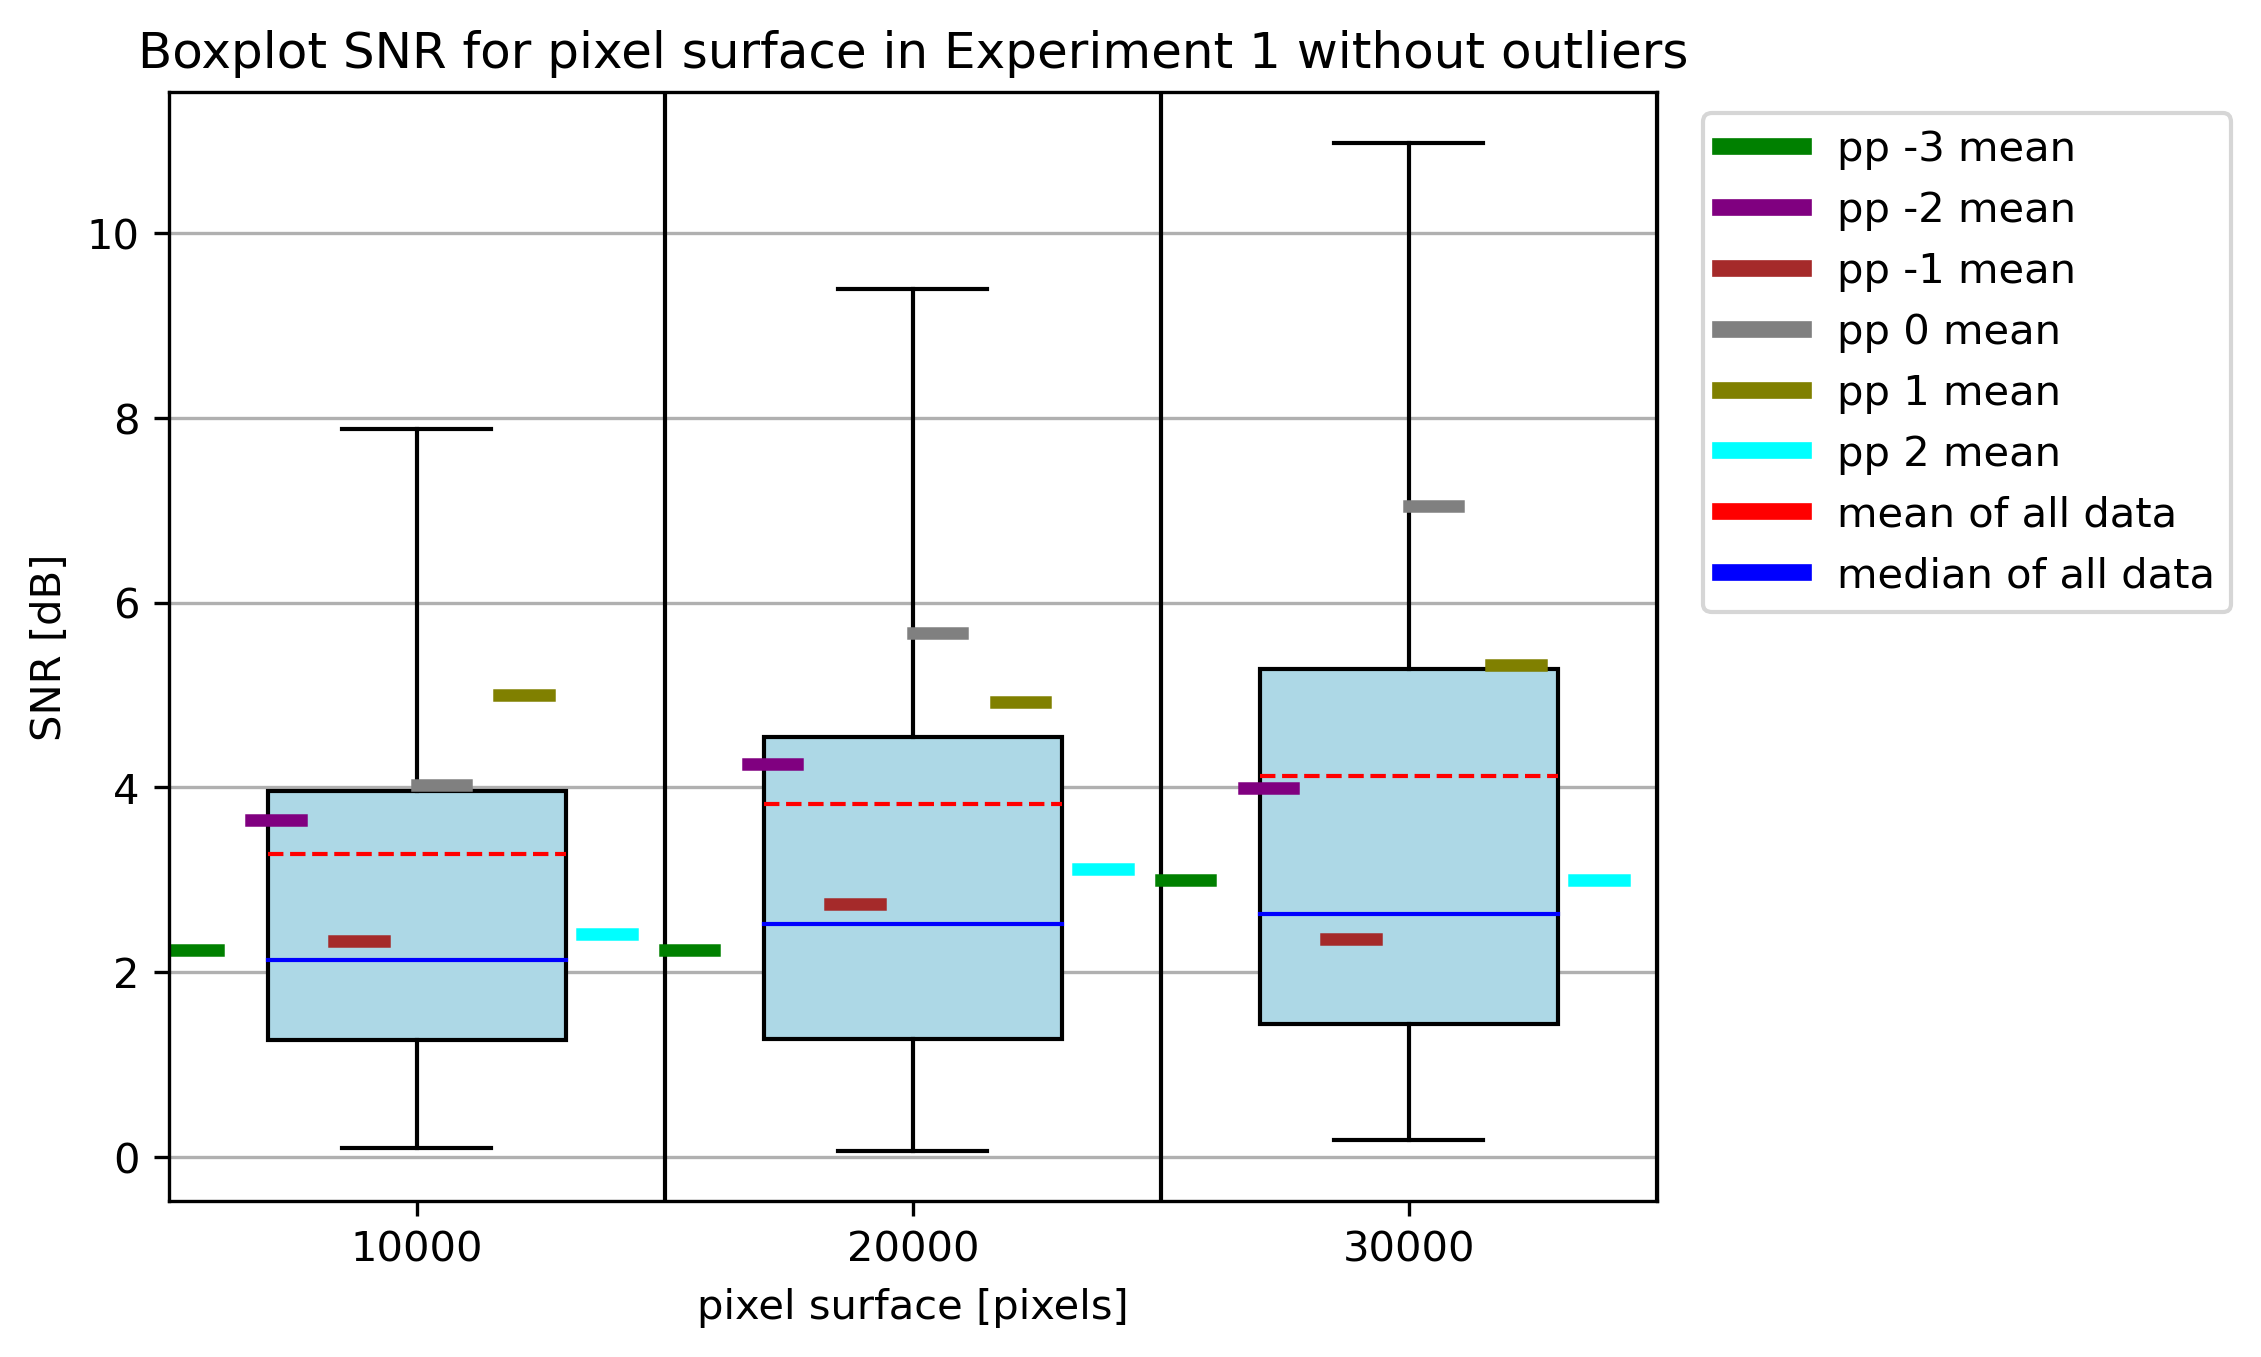 Boxplot SNR for pixel surface in Experiment 1 without outliers
SNR [dB]
10
8
6
4
2
0
10000
20000
30000
pixel surface [pixels]
pp -3 mean
pp -2 mean
pp -1 mean
pp 0 mean
pp 1 mean
pp 2 mean
mean of all data
median of all data